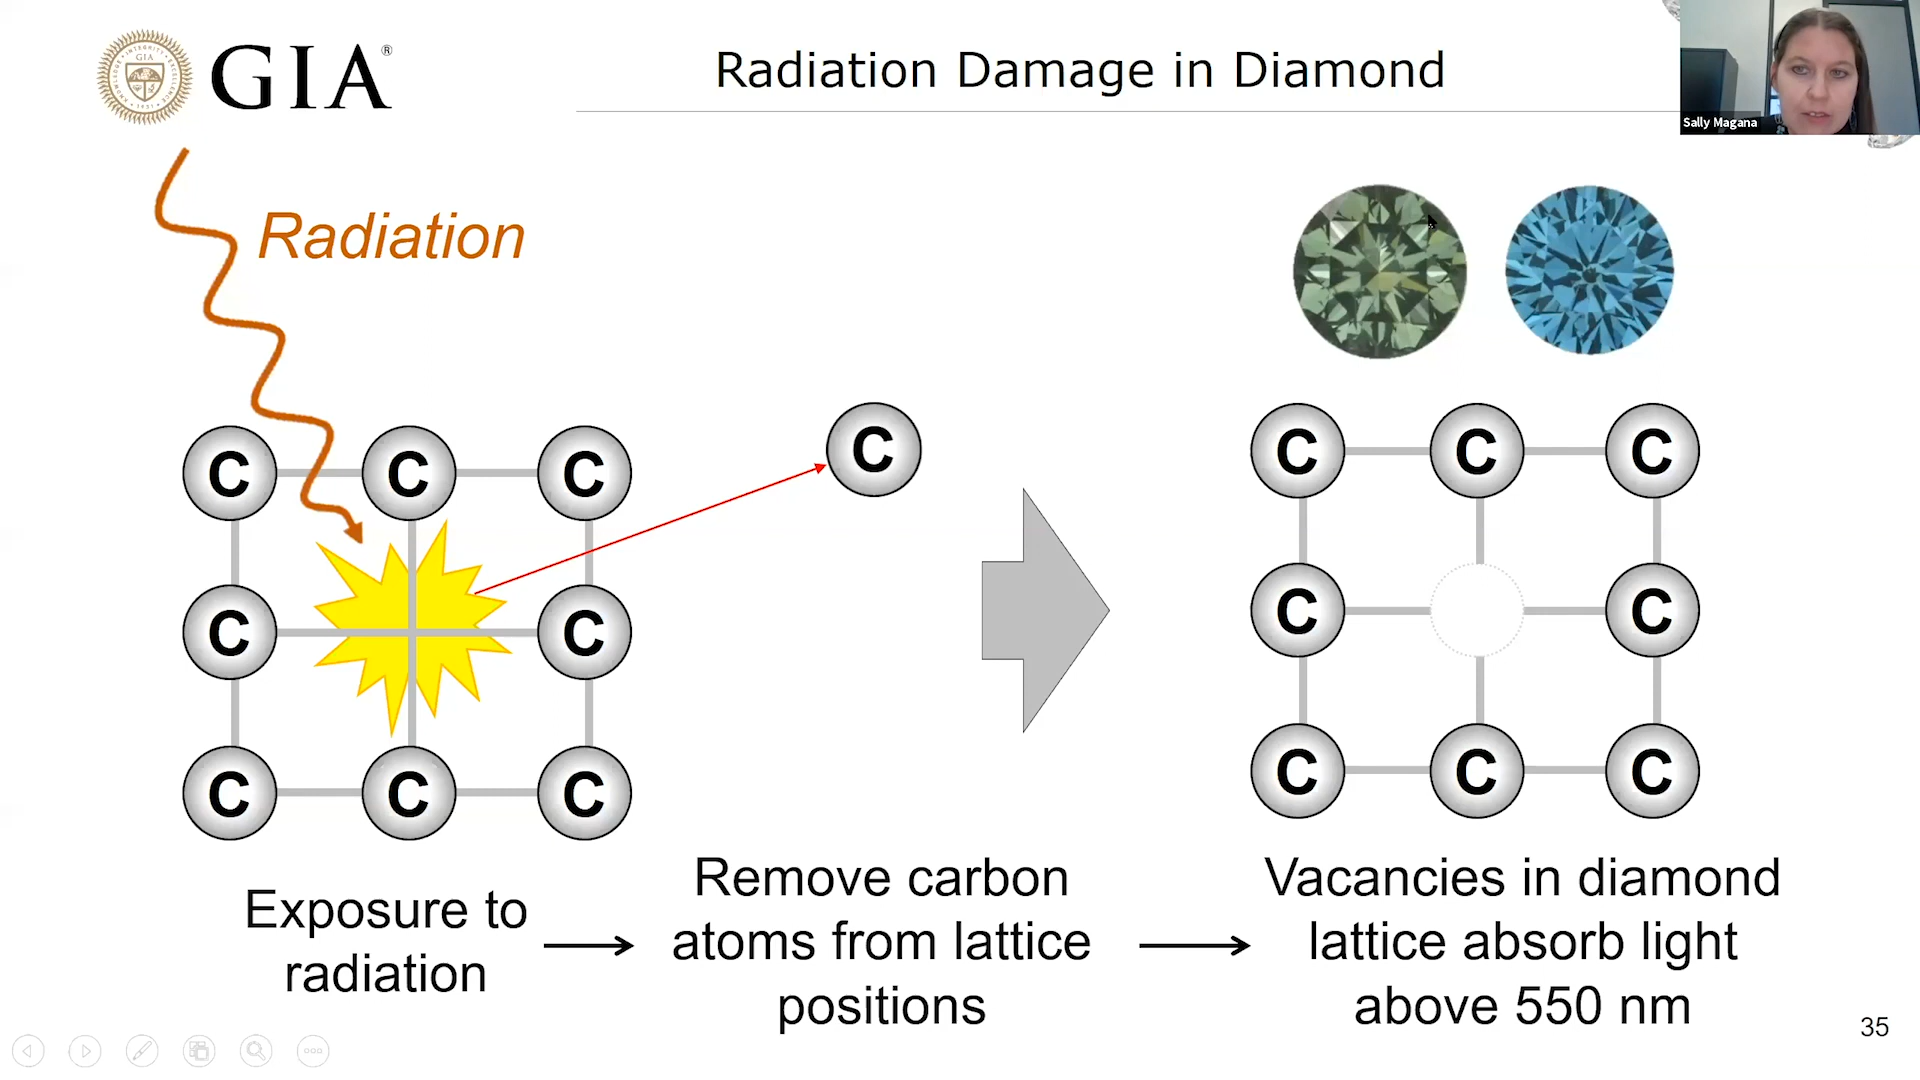 GIA®
GIA
Radiation Damage in Diamond
Sally Magana
Radiation
C
C C C
C C
C C C
C C C
C C
C C C
Exposure to
radiation
Remove carbon
atoms from lattice
positions
Vacancies in diamond
lattice absorb light
above 550 nm
35